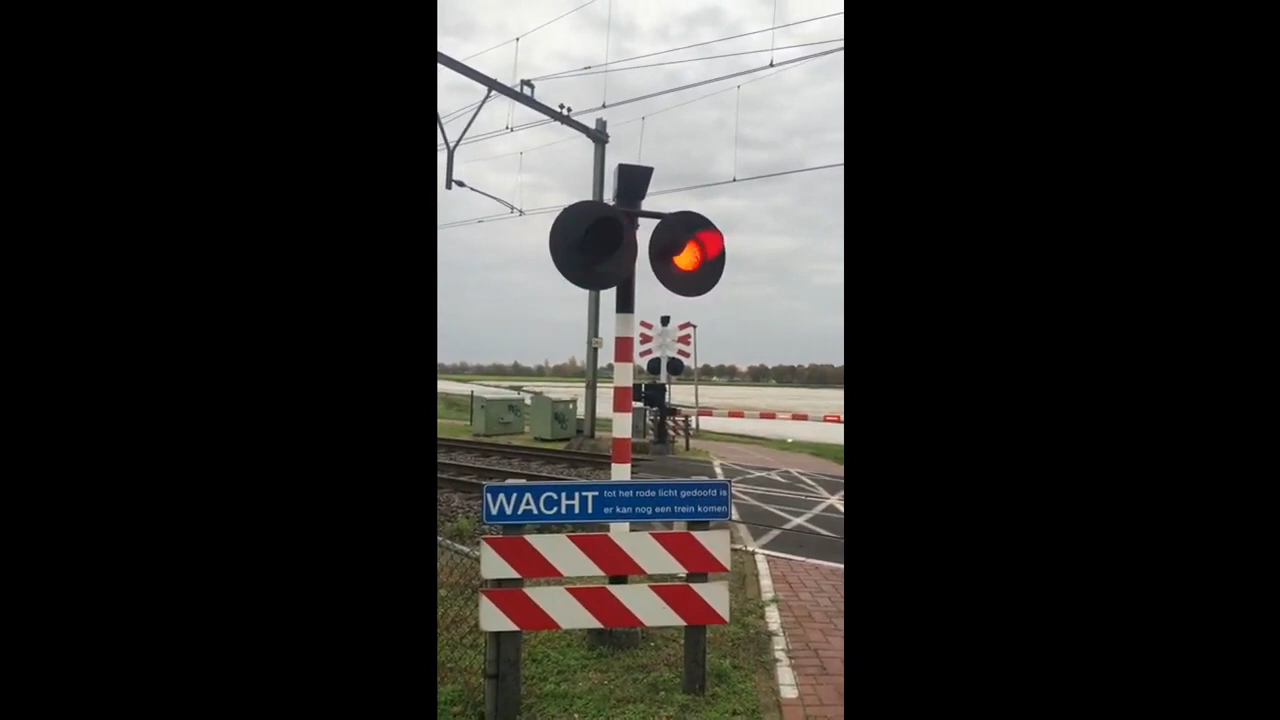 WACHT tot het rode licht gedoofd is
er kan nog een trein komen